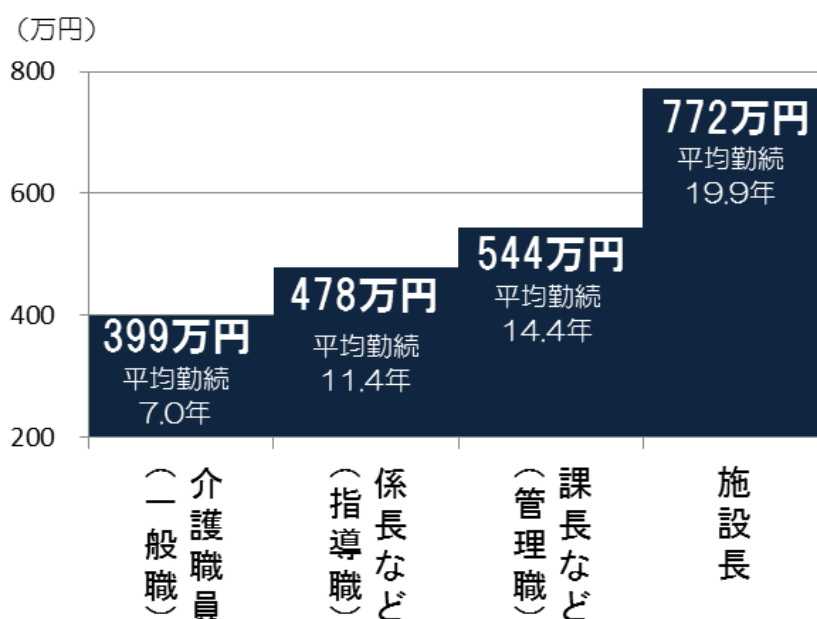 （万円）
800
600
400
200
399万円
平均勤続
7.0年
478万円
平均勤続
11.4年
544万円
平均勤続
14.4年
772万円
平均勤続
19.9年
介護職員
（一般職）
係長など
（指導職）
課長など
（管理職）
施設長